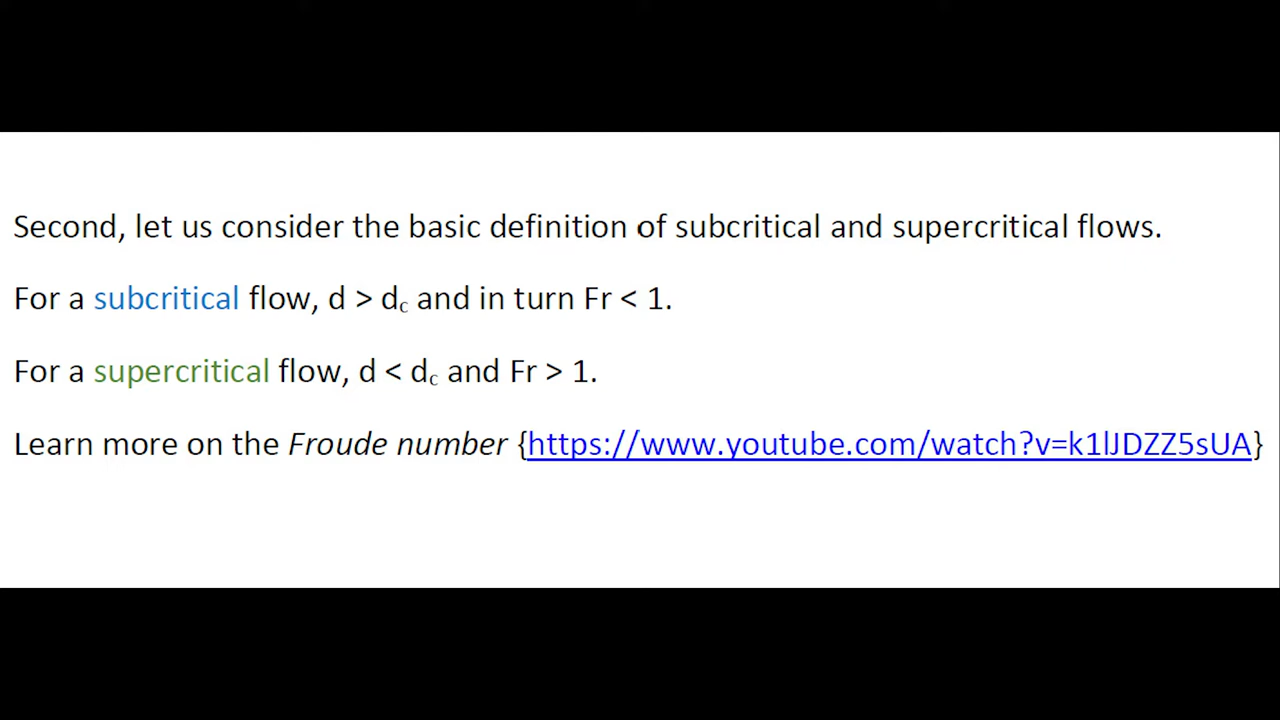 Second, let us consider the basic definition of subcritical and supercritical flows.
For a subcritical flow, d > dc and in turn Fr < 1.
For a supercritical flow, d < dc and Fr > 1.
Learn more on the Froude number {https://www.youtube.com/watch?v=k1lJDZZ5sUA}